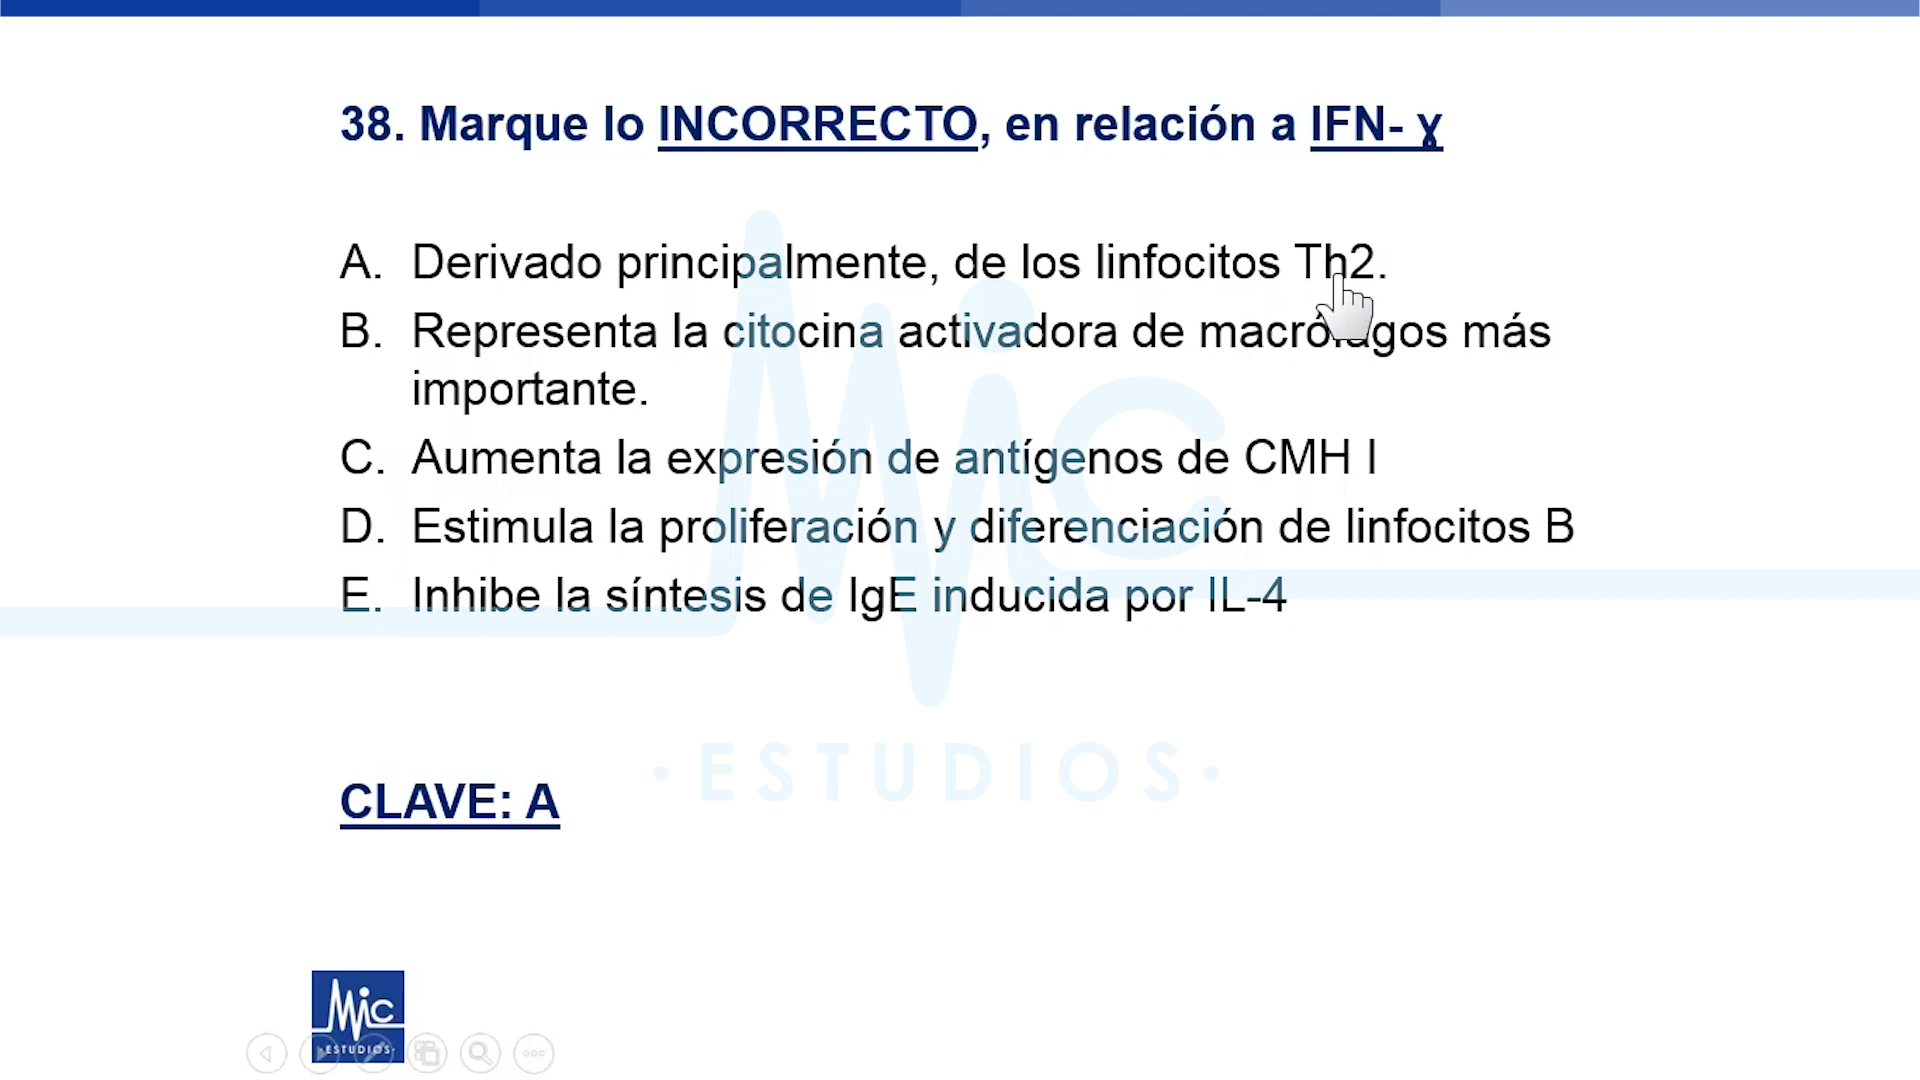 38. Marque lo INCORRECTO, en relación a IFN- ɣ
A. Derivado principalmente, de los linfocitos Th2.
B. Representa la citocina activadora de macrófagos más
importante.
C. Aumenta la expresión de antígenos de CMH I
D. Estimula la proliferación y diferenciación de linfocitos B
E. Inhibe la síntesis de IgE inducida por IL-4
Mic
·ESTUDIOS·
CLAVE: A
Mic
·ESTUDIOS·